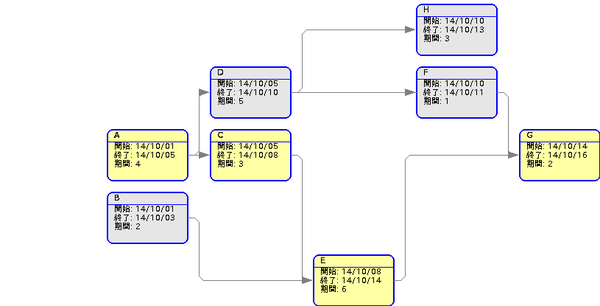 H
開始: 14/10/10
終了: 14/10/13
期間: 3
D
開始: 14/10/05
終了: 14/10/10
期間: 5
F
開始: 14/10/10
終了: 14/10/11
期間: 1
A
開始: 14/10/01
終了: 14/10/05
期間: 4
C
開始: 14/10/05
終了: 14/10/08
期間: 3
G
開始: 14/10/14
終了: 14/10/16
期間: 2
B
開始: 14/10/01
終了: 14/10/03
期間: 2
E
開始: 14/10/08
終了: 14/10/14
期間: 6